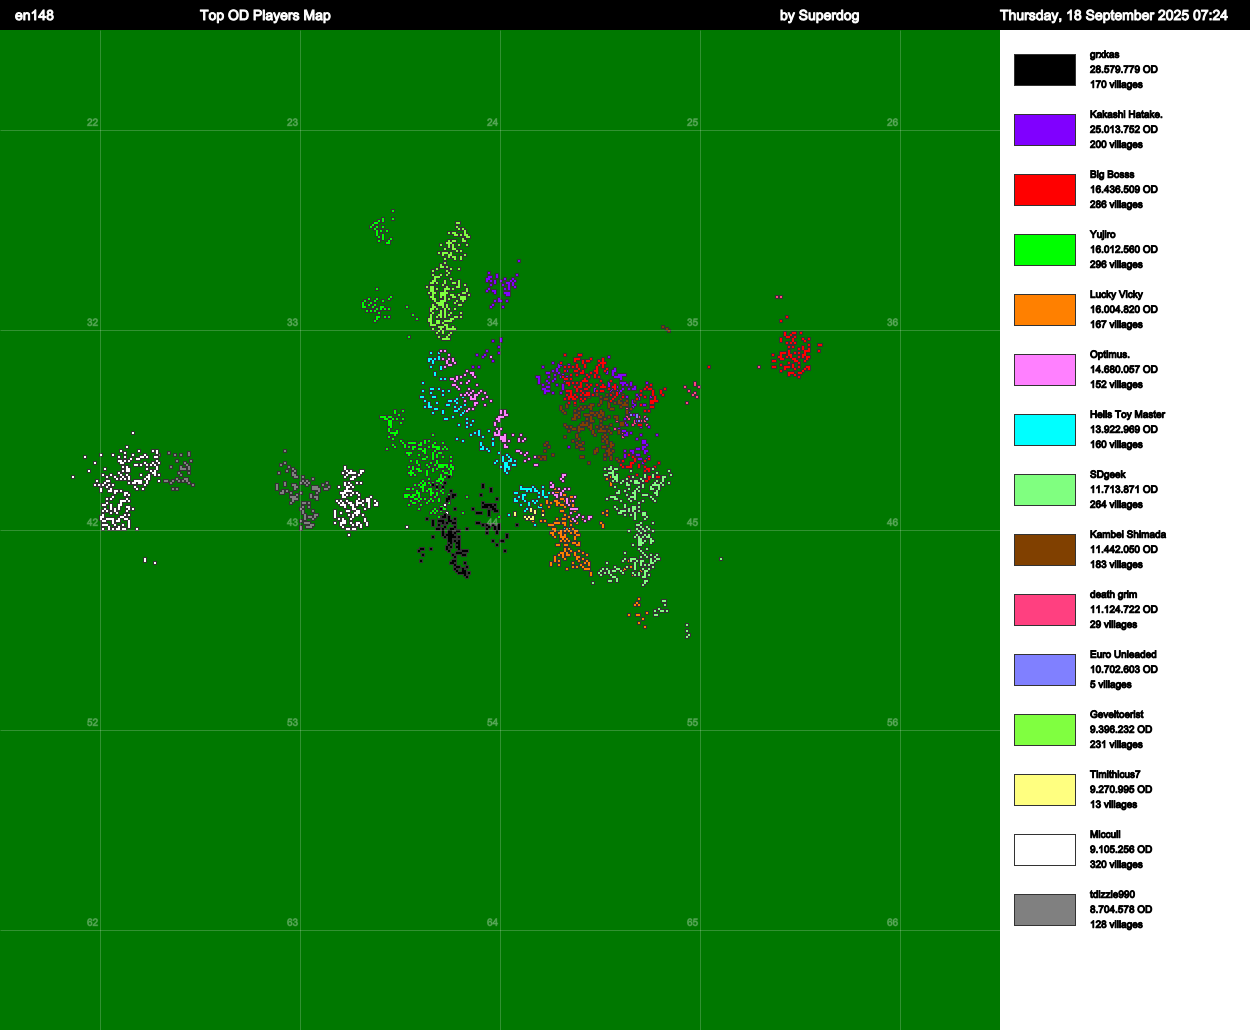 en148 Top OD Players Map by Superdog Thursday, 18 September 2025 07:24
grxkas
28.579.779 OD
170 villages
22 23 24 25 26
Kakashi Hatake.
25.013.752 OD
200 villages
Big Bosss
16.436.509 OD
286 villages
Yujiro
16.012.560 OD
296 villages
Lucky Vicky
16.004.820 OD
167 villages
32 33 34 35 36
Optimus.
14.680.057 OD
152 villages
Hells Toy Master
13.922.969 OD
160 villages
SDgeek
11.713.871 OD
264 villages
42 43 44 45 46
Kambei Shimada
11.442.050 OD
183 villages
death grim
11.124.722 OD
29 villages
Euro Unleaded
10.702.603 OD
5 villages
52 53 54 55 56
Geveltoerist
9.396.232 OD
231 villages
Timithicus7
9.270.995 OD
13 villages
Miccull
9.105.256 OD
320 villages
tdizzle990
8.704.578 OD
128 villages
62 63 64 65 66